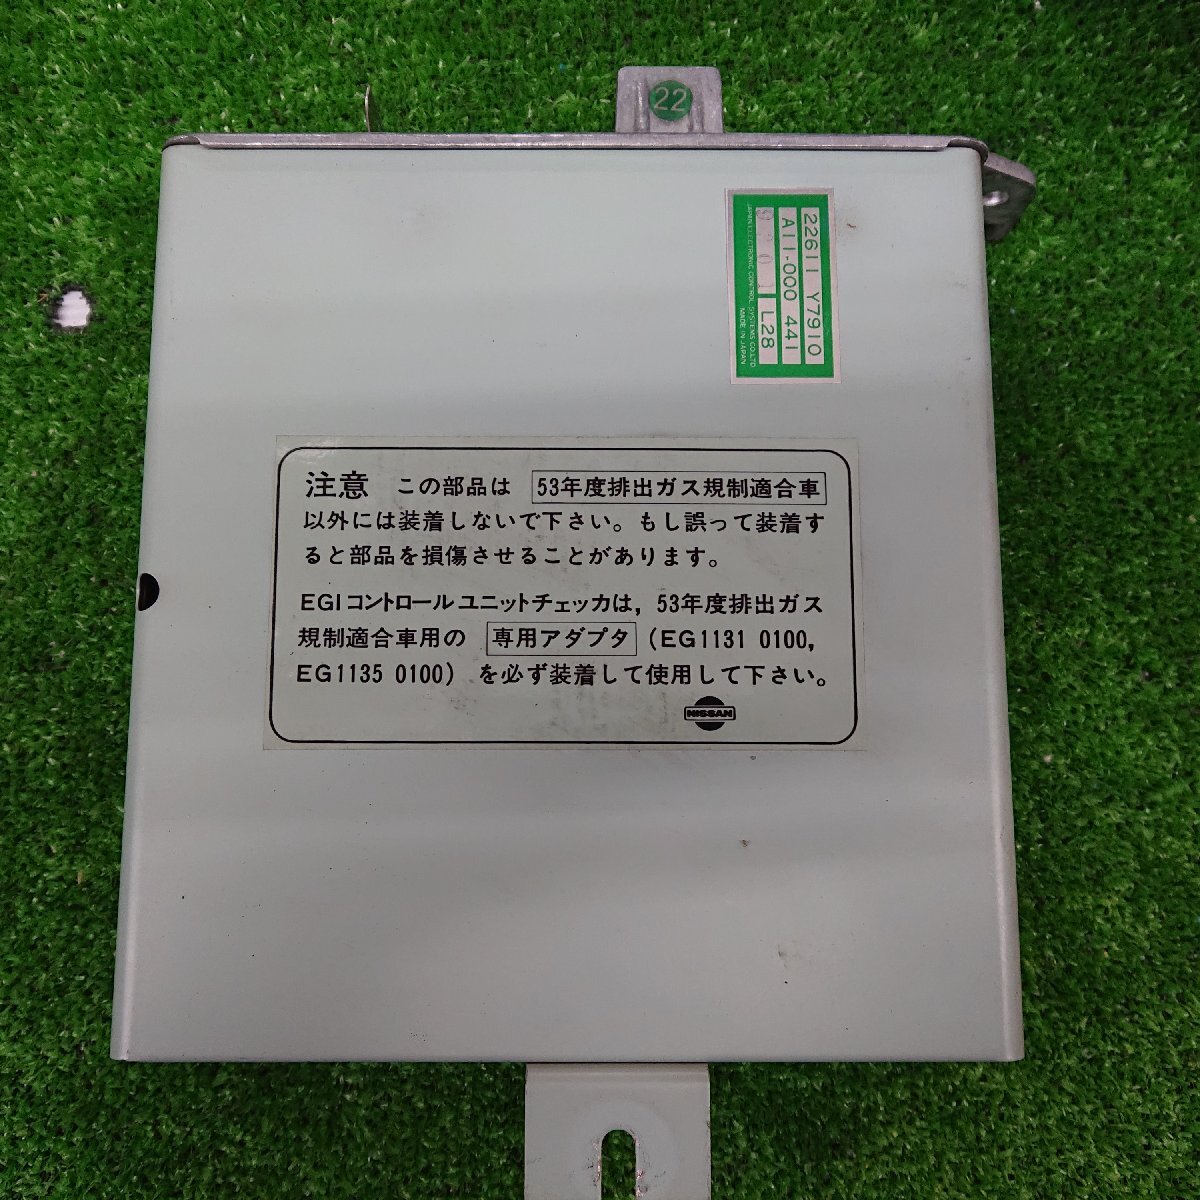 22
22611 Y7910
A11-000 441
L28
JAPAN ELECTRONIC CONTROL SYSTEMS CO.,LTD.
MADE IN JAPAN
注意 この部品は 53年度排出ガス規制適合車
以外には装着しないで下さい。もし誤って装着す
ると部品を損傷させることがあります。
EGIコントロールユニットチェッカは,53年度排出ガス
規制適合車用の 専用アダプタ (EG1131 0100,
EG1135 0100) を必ず装着して使用して下さい。
NISSAN